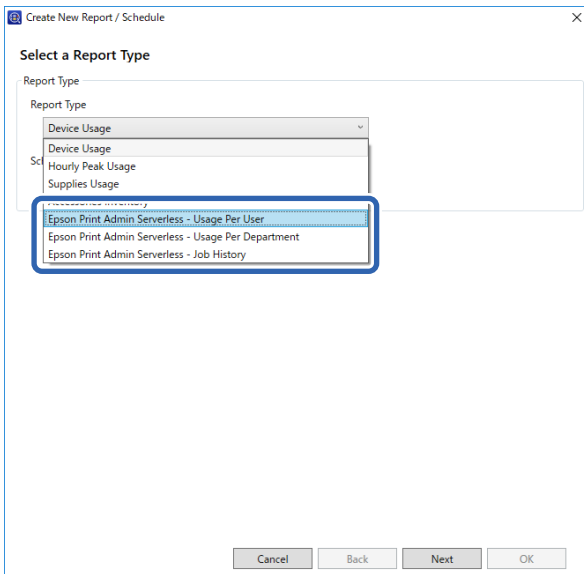 Create New Report / Schedule
Select a Report Type
Report Type
Report Type
Device Usage
Device Usage
Hourly Peak Usage
Supplies Usage
Accessories Inventory
Epson Print Admin Serverless - Usage Per User
Epson Print Admin Serverless - Usage Per Department
Epson Print Admin Serverless - Job History
Cancel
Back
Next
OK